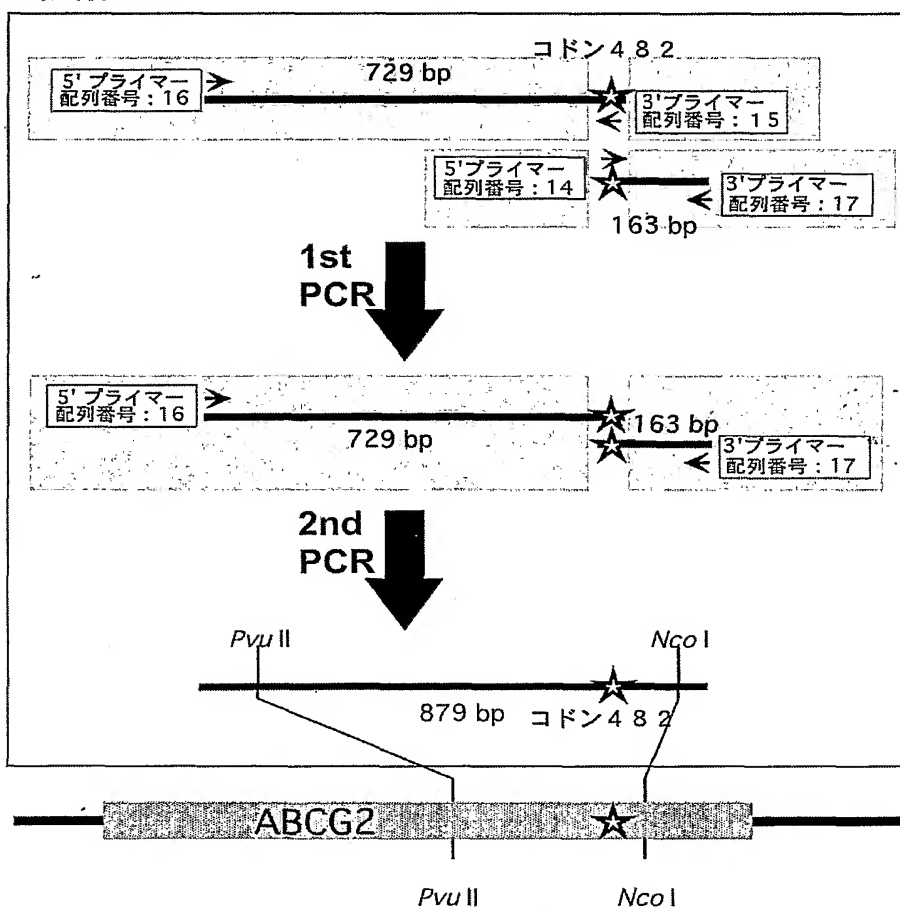 コドン４８２
729 bp
5'プライマー
配列番号：16
3'プライマー
配列番号：１５
5'プライマー
配列番号：14
3'プライマー
配列番号：17
163 bp
1st
PCR
5'プライマー
配列番号：16
163 bp
729 bp
3'プライマー
配列番号：17
2nd
PCR
Pvu II
Nco I
879 bp
コドン４８２
ABCG2
Pvu II
Nco I